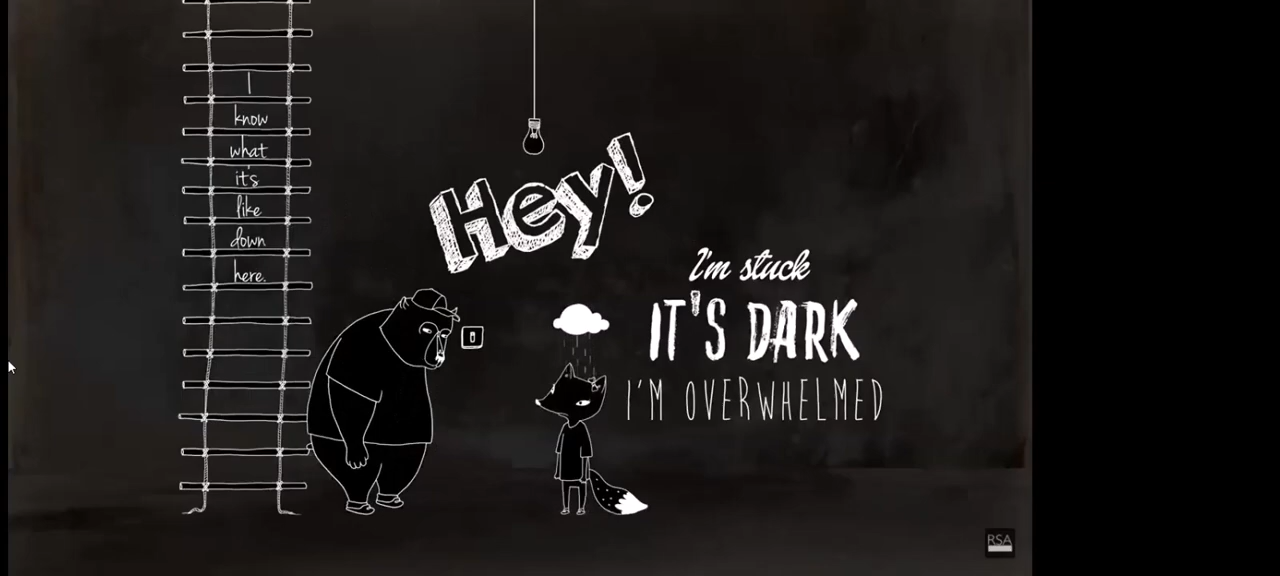 I
know
what
it's
like
down
here.
Hey!
I'm stuck
IT'S DARK
I'M OVERWHELMED
RSA